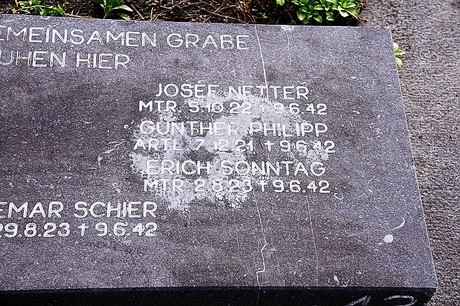 EMEINSAMEN GRABE
UHEN HIER
JOSEF NETTER
MTR. 5.10.22 † 9.6.42
GÜNTHER PHILIPP
ARTL. 7.12.21 † 9.6.42
ERICH SONNTAG
MTR. 2.8.23 † 9.6.42
EMAR SCHIER
29.8.23 † 9.6.42